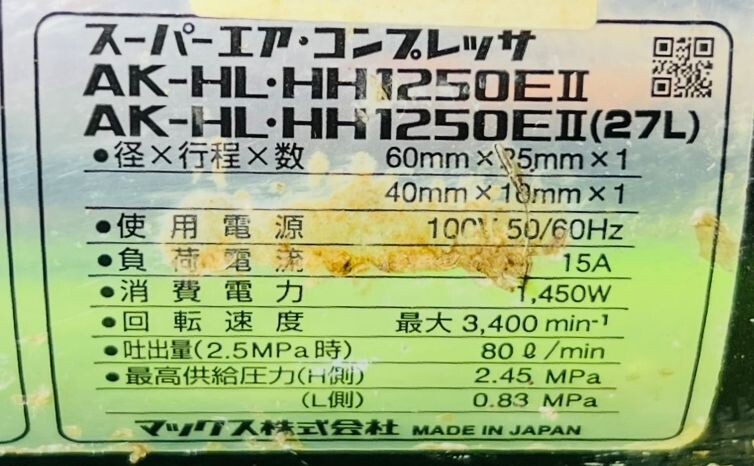 スーパーエア・コンプレッサ
AK-HL・HH1250EⅡ
AK-HL・HH1250EⅡ(27L)
●径×行程×数 60mm×25mm×1
40mm×10mm×1
●使用電源 100V 50/60Hz
●負荷電流 15A
●消費電力 1,450W
●回転速度 最大 3,400 min⁻¹
●吐出量(2.5MPa時) 80ℓ/min
●最高供給圧力(H側) 2.45 MPa
(L側) 0.83 MPa
マックス株式会社 MADE IN JAPAN